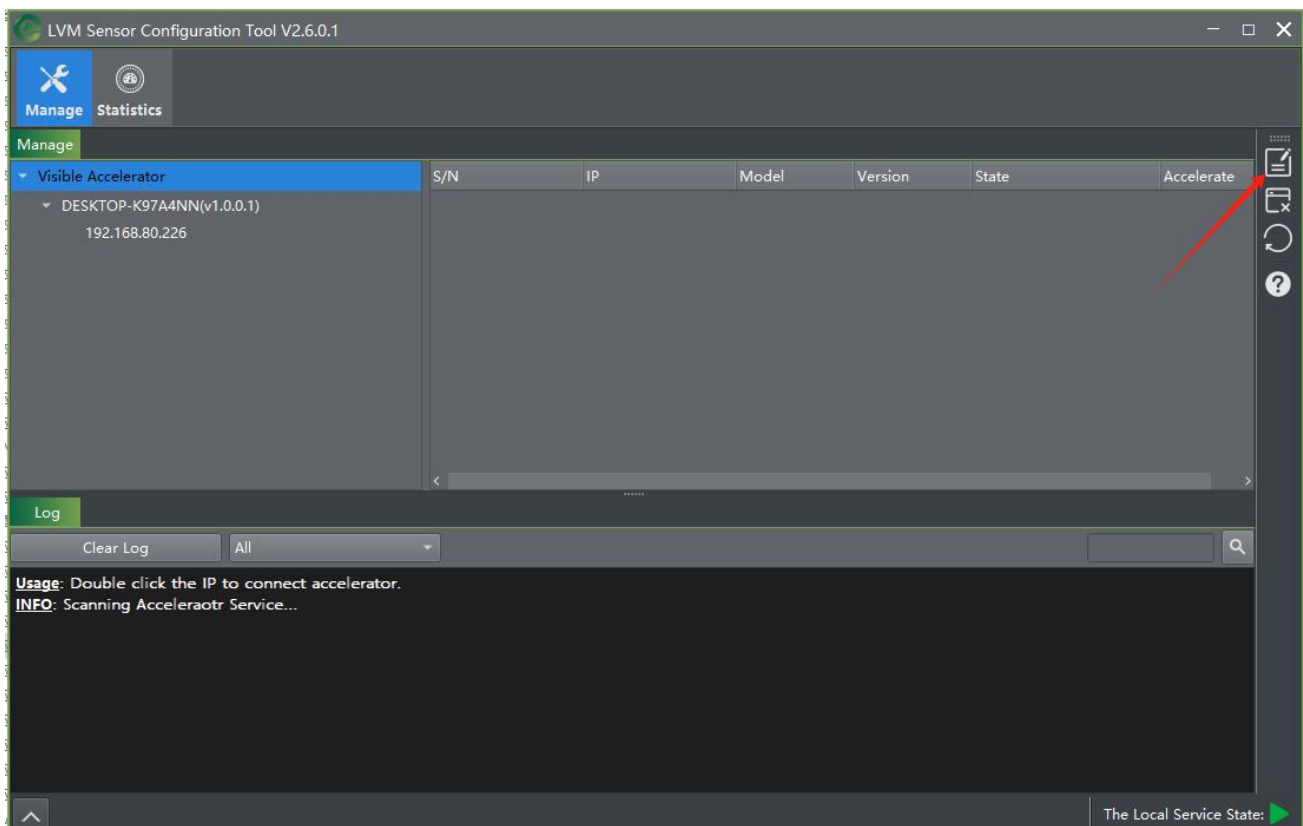 LVM Sensor Configuration Tool V2.6.0.1
Manage Statistics
Manage
Visible Accelerator
DESKTOP-K97A4NN(v1.0.0.1)
192.168.80.226
S/N IP Model Version State Accelerate
Log
Clear Log All
Usage: Double click the IP to connect accelerator.
INFO: Scanning Acceleraotr Service...
The Local Service State: